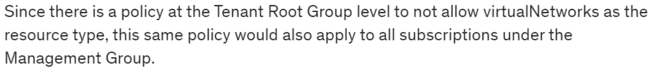 Since there is a policy at the Tenant Root Group level to not allow virtualNetworks as the
resource type, this same policy would also apply to all subscriptions under the
Management Group.